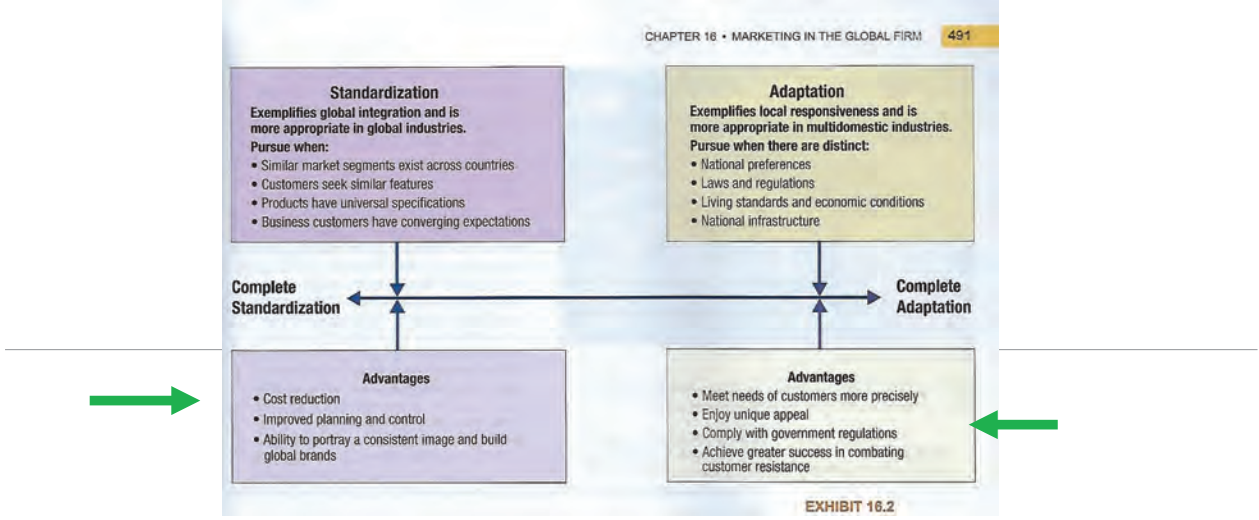 CHAPTER 16 • MARKETING IN THE GLOBAL FIRM 491
Standardization
Exemplifies global integration and is
more appropriate in global industries.
Pursue when:
• Similar market segments exist across countries
• Customers seek similar features
• Products have universal specifications
• Business customers have converging expectations
Adaptation
Exemplifies local responsiveness and is
more appropriate in multidomestic industries.
Pursue when there are distinct:
• National preferences
• Laws and regulations
• Living standards and economic conditions
• National infrastructure
Complete
Standardization
Complete
Adaptation
Advantages
• Cost reduction
• Improved planning and control
• Ability to portray a consistent image and build
global brands
Advantages
• Meet needs of customers more precisely
• Enjoy unique appeal
• Comply with government regulations
• Achieve greater success in combating
customer resistance
EXHIBIT 16.2